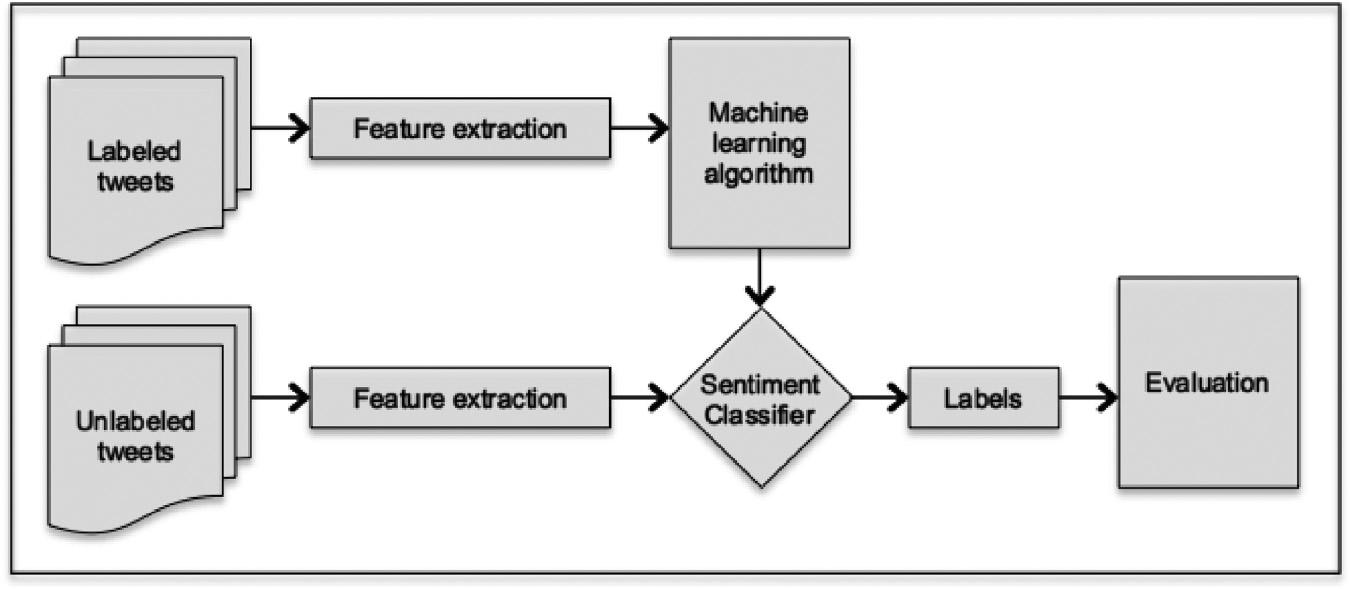 Labeled
tweets
Feature extraction
Machine
learning
algorithm
Unlabeled
tweets
Feature extraction
Sentiment
Classifier
Labels
Evaluation